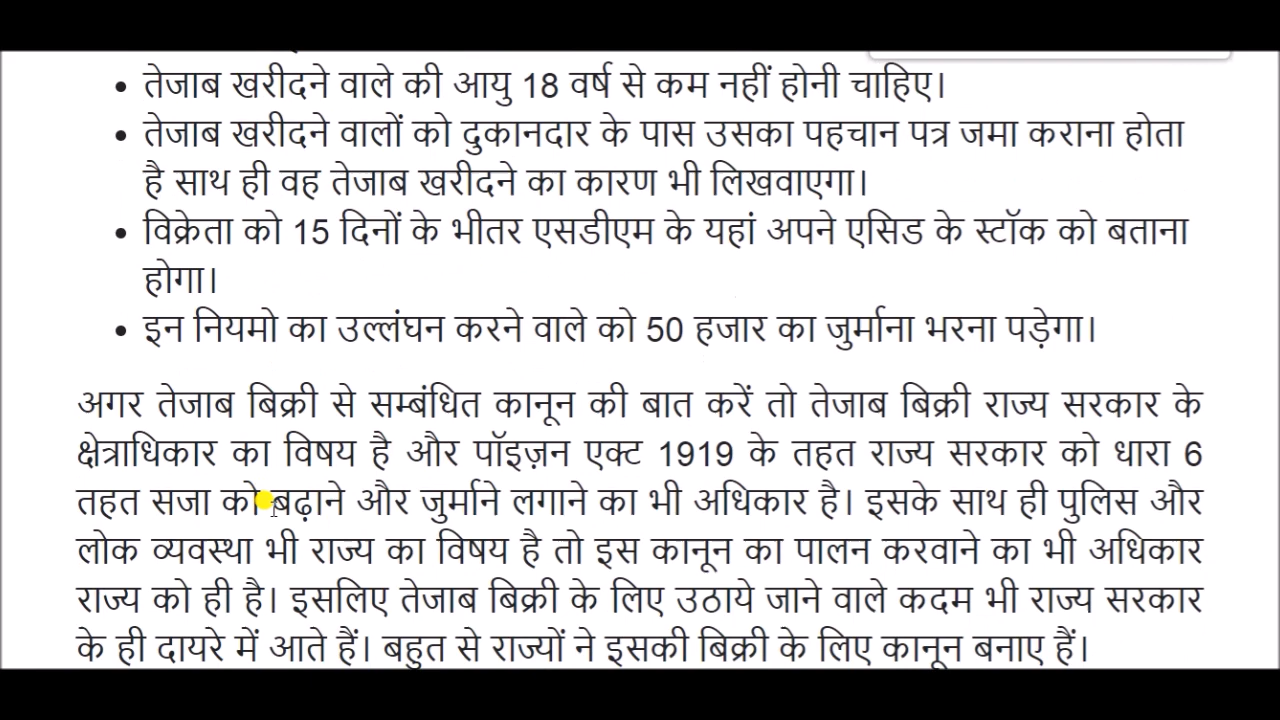 तेजाब खरीदने वाले की आयु 18 वर्ष से कम नहीं होनी चाहिए।
तेजाब खरीदने वालों को दुकानदार के पास उसका पहचान पत्र जमा कराना होता
है साथ ही वह तेजाब खरीदने का कारण भी लिखवाएगा।
विक्रेता को 15 दिनों के भीतर एसडीएम के यहां अपने एसिड के स्टॉक को बताना
होगा।
इन नियमो का उल्लंघन करने वाले को 50 हजार का जुर्माना भरना पड़ेगा।
अगर तेजाब बिक्री से सम्बंधित कानून की बात करें तो तेजाब बिक्री राज्य सरकार के
क्षेत्राधिकार का विषय है और पॉइज़न एक्ट 1919 के तहत राज्य सरकार को धारा 6
तहत सजा को बढ़ाने और जुर्माने लगाने का भी अधिकार है। इसके साथ ही पुलिस और
लोक व्यवस्था भी राज्य का विषय है तो इस कानून का पालन करवाने का भी अधिकार
राज्य को ही है। इसलिए तेजाब बिक्री के लिए उठाये जाने वाले कदम भी राज्य सरकार
के ही दायरे में आते हैं। बहुत से राज्यों ने इसकी बिक्री के लिए कानून बनाए हैं।